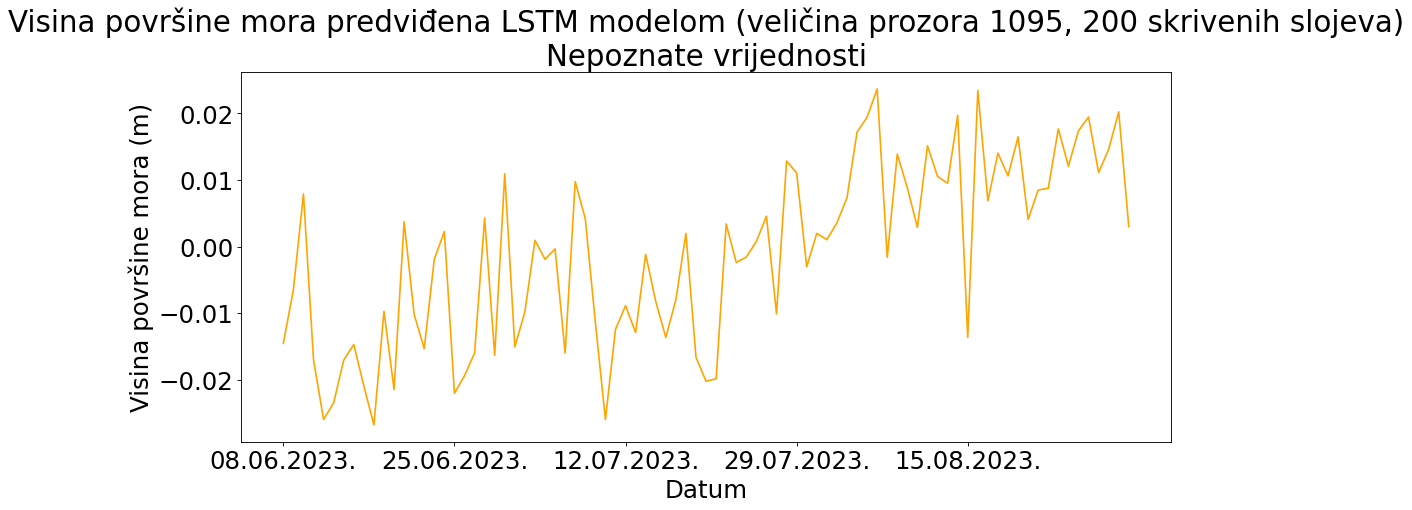 Visina površine mora predviđena LSTM modelom (veličina prozora 1095, 200 skrivenih slojeva)
Nepoznate vrijednosti
Visina površine mora (m)
0.02
0.01
0.00
−0.01
−0.02
08.06.2023. 25.06.2023. 12.07.2023. 29.07.2023. 15.08.2023.
Datum